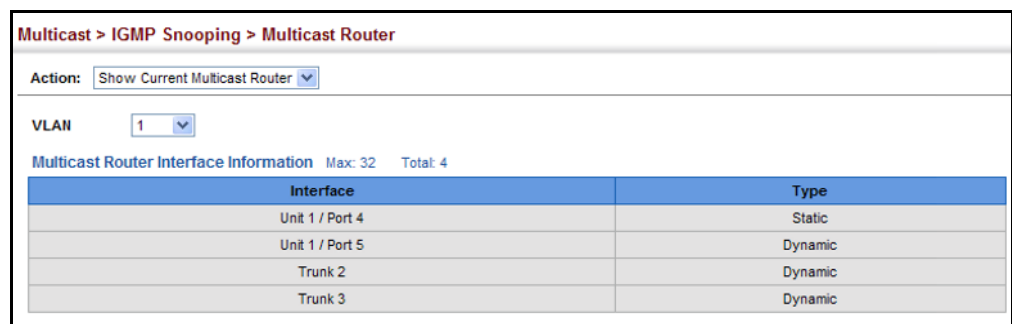 Multicast > IGMP Snooping > Multicast Router
Action: Show Current Multicast Router
VLAN 1
Multicast Router Interface Information Max: 32 Total: 4
Interface Type
Unit 1 / Port 4 Static
Unit 1 / Port 5 Dynamic
Trunk 2 Dynamic
Trunk 3 Dynamic